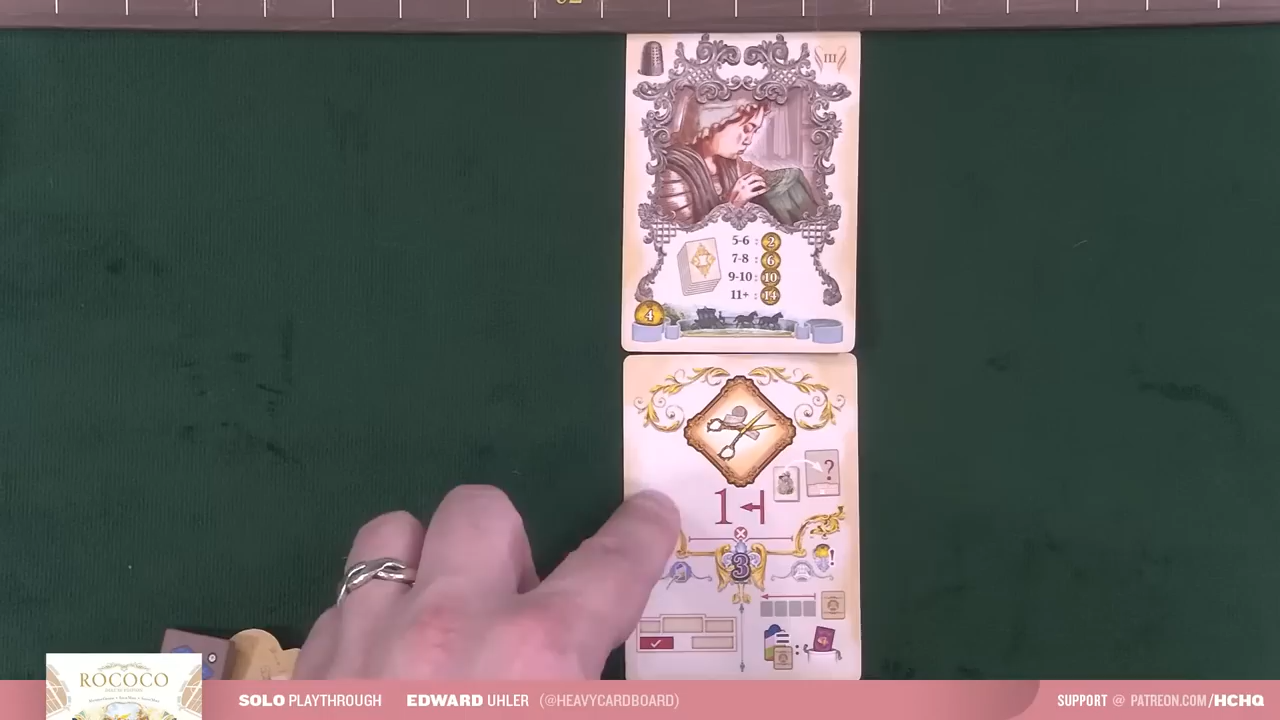 III
5-6 : 2
7-8 : 6
9-10 : 10
11+ : 14
4
?
1
3
!
:
ROCOCO
SOLO PLAYTHROUGH
EDWARD UHLER (@HEAVYCARDBOARD)
SUPPORT @ PATREON.COM/HCHQ